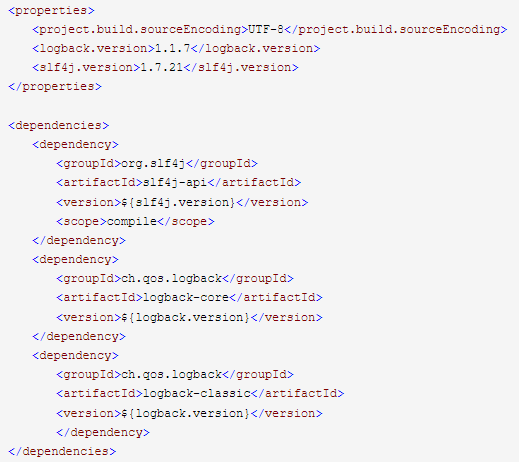 <properties>
    <project.build.sourceEncoding>UTF-8</project.build.sourceEncoding>
    <logback.version>1.1.7</logback.version>
    <slf4j.version>1.7.21</slf4j.version>
</properties>

<dependencies>
    <dependency>
        <groupId>org.slf4j</groupId>
        <artifactId>slf4j-api</artifactId>
        <version>${slf4j.version}</version>
        <scope>compile</scope>
    </dependency>
    <dependency>
        <groupId>ch.qos.logback</groupId>
        <artifactId>logback-core</artifactId>
        <version>${logback.version}</version>
    </dependency>
    <dependency>
        <groupId>ch.qos.logback</groupId>
        <artifactId>logback-classic</artifactId>
        <version>${logback.version}</version>
        </dependency>
</dependencies>